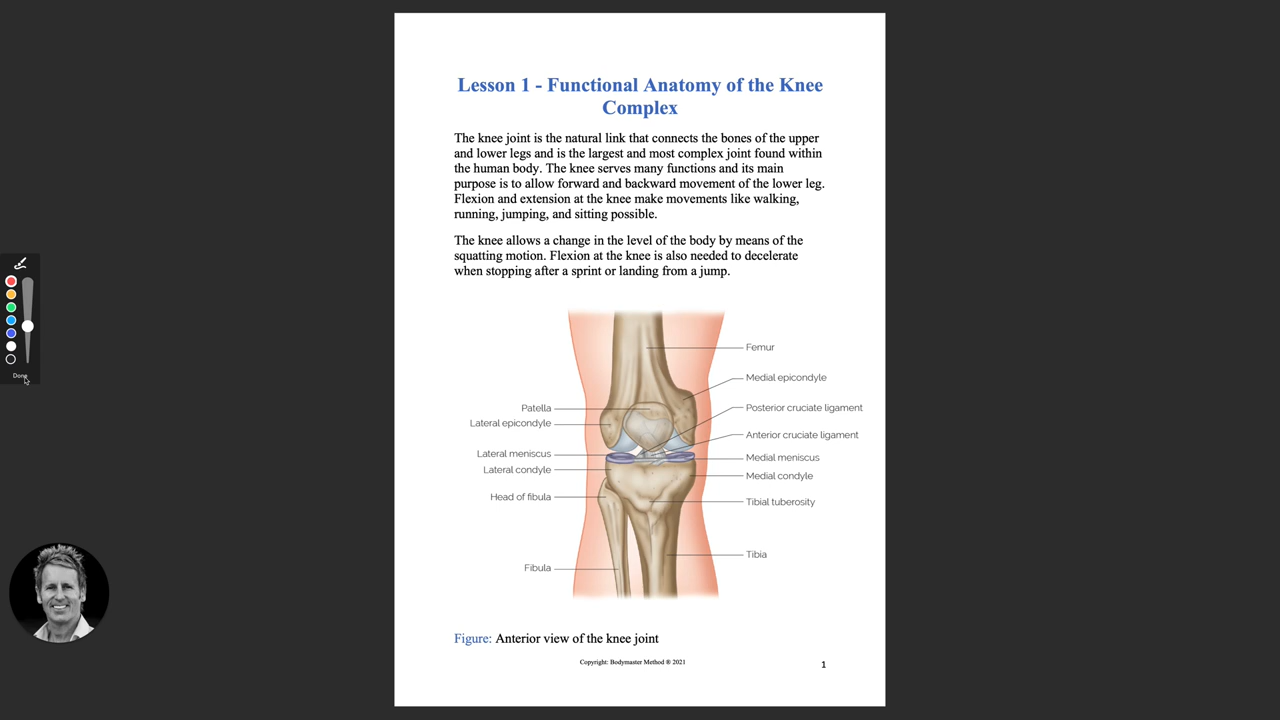 Lesson 1 - Functional Anatomy of the Knee
Complex
The knee joint is the natural link that connects the bones of the upper
and lower legs and is the largest and most complex joint found within
the human body. The knee serves many functions and its main
purpose is to allow forward and backward movement of the lower leg.
Flexion and extension at the knee make movements like walking,
running, jumping, and sitting possible.
The knee allows a change in the level of the body by means of the
squatting motion. Flexion at the knee is also needed to decelerate
when stopping after a sprint or landing from a jump.
Femur
Medial epicondyle
Patella
Posterior cruciate ligament
Lateral epicondyle
Anterior cruciate ligament
Lateral meniscus
Medial meniscus
Lateral condyle
Medial condyle
Head of fibula
Tibial tuberosity
Tibia
Fibula
Done
Figure: Anterior view of the knee joint
Copyright: Bodymaster Method ® 2021
1